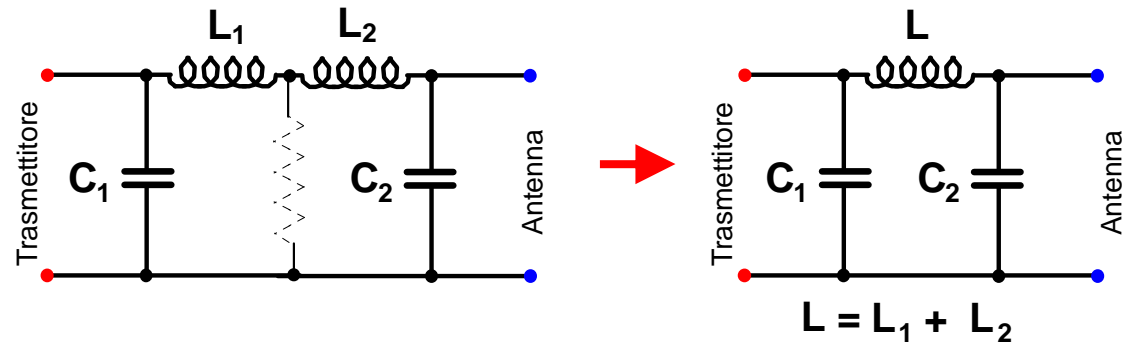 L1 L2
Trasmettitore
C1
C2
Antenna
L
Trasmettitore
C1
C2
Antenna
L = L1 + L2